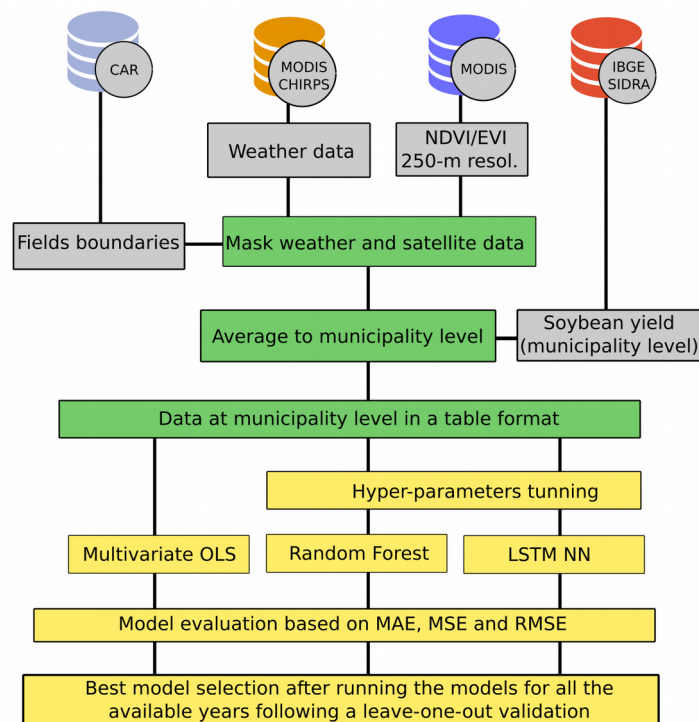 CAR
MODIS
CHIRPS
MODIS
IBGE
SIDRA
Weather data
NDVI/EVI
250-m resol.
Fields boundaries
Mask weather and satellite data
Average to municipality level
Soybean yield
(municipality level)
Data at municipality level in a table format
Hyper-parameters tunning
Multivariate OLS
Random Forest
LSTM NN
Model evaluation based on MAE, MSE and RMSE
Best model selection after running the models for all the
available years following a leave-one-out validation